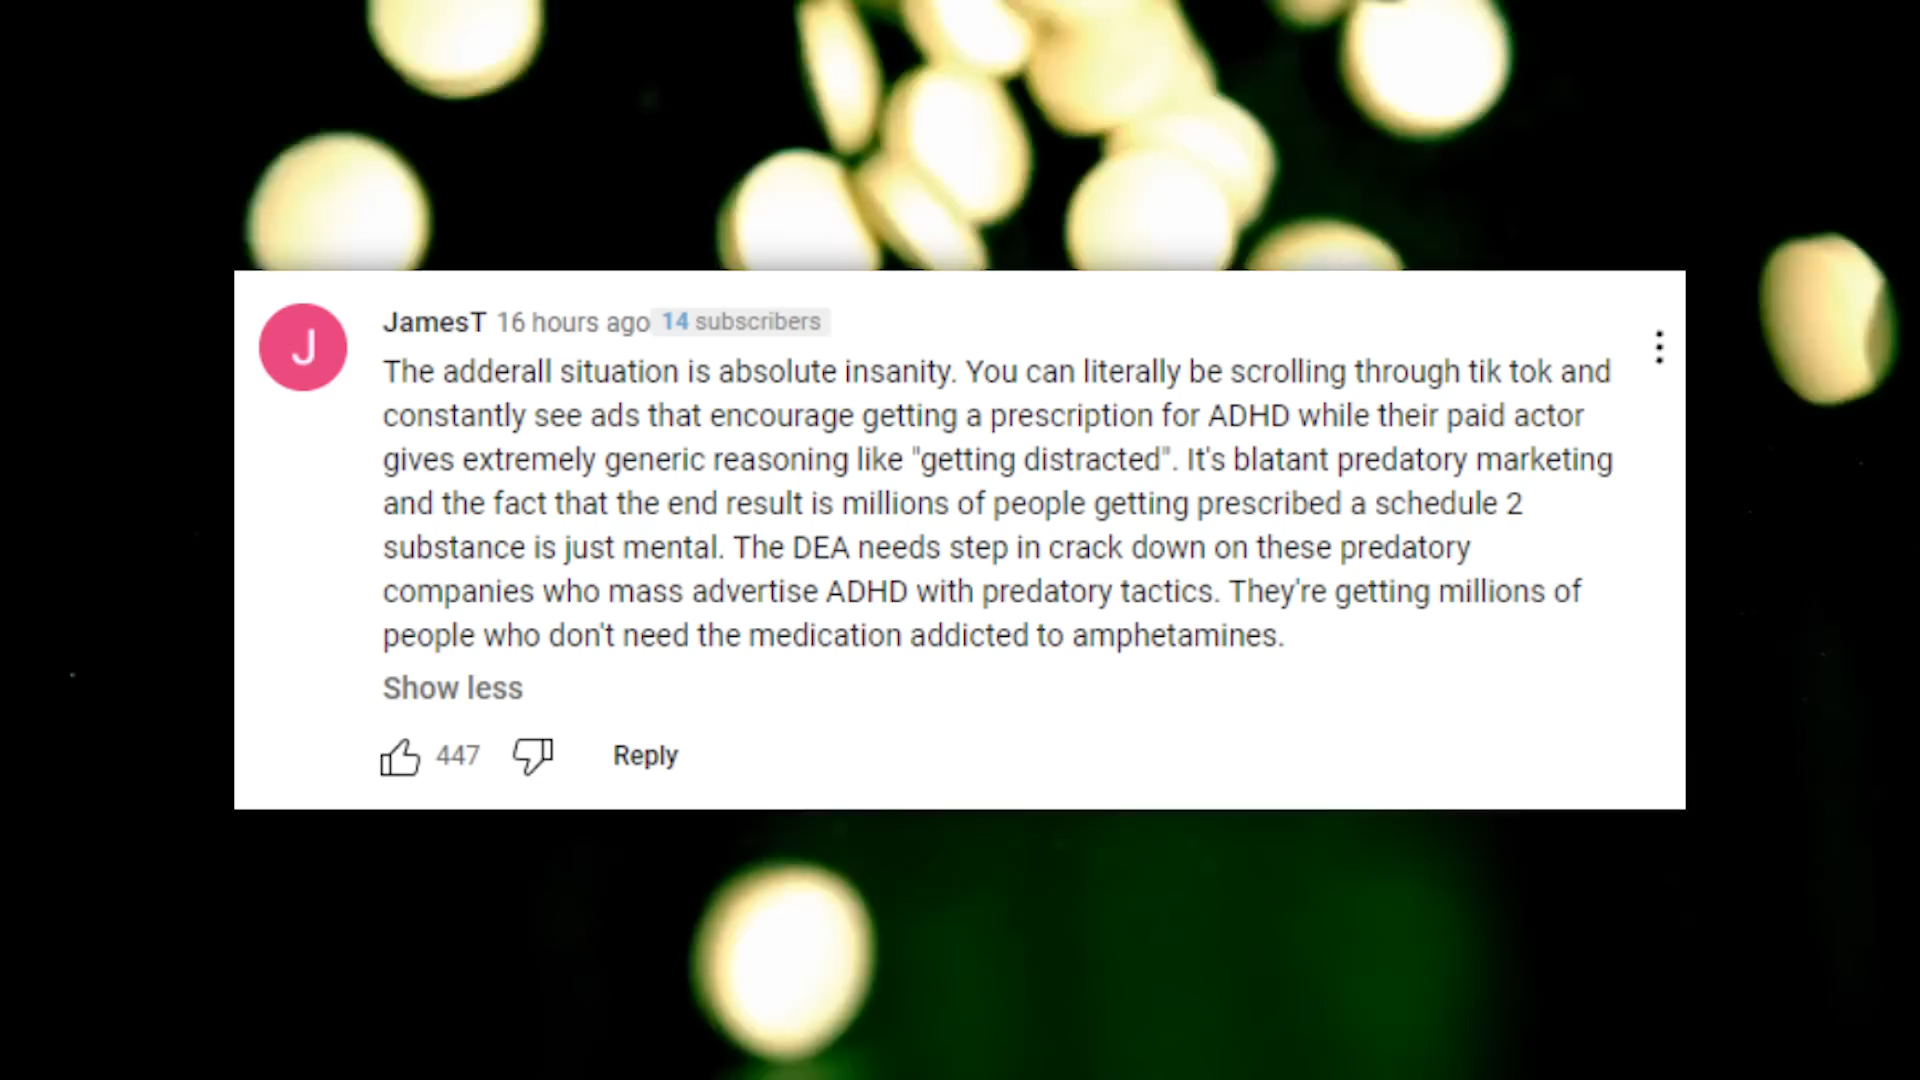 J
JamesT 16 hours ago 14 subscribers
The adderall situation is absolute insanity. You can literally be scrolling through tik tok and
constantly see ads that encourage getting a prescription for ADHD while their paid actor
gives extremely generic reasoning like "getting distracted". It's blatant predatory marketing
and the fact that the end result is millions of people getting prescribed a schedule 2
substance is just mental. The DEA needs step in crack down on these predatory
companies who mass advertise ADHD with predatory tactics. They're getting millions of
people who don't need the medication addicted to amphetamines.
Show less
447 Reply